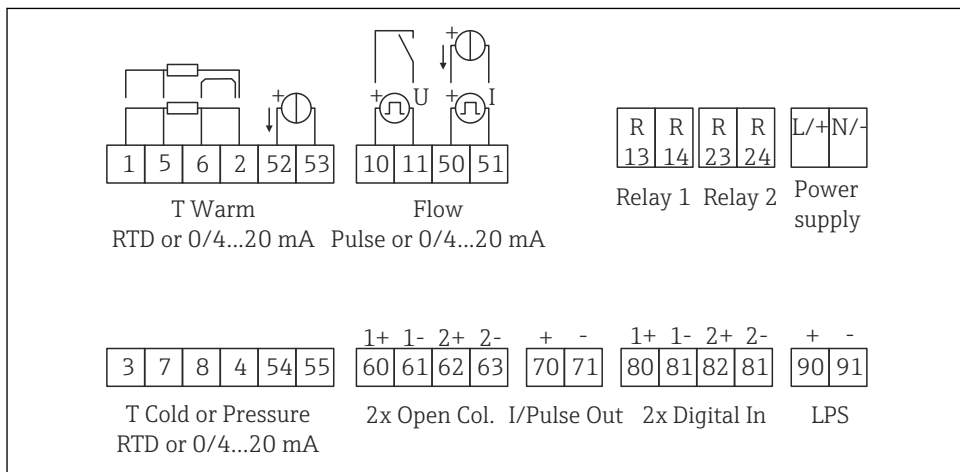 + U + I
+ + +
1 5 6 2 52 53
10 11 50 51
R 13 R 14 R 23 R 24
L/+ N/-
T Warm
RTD or 0/4...20 mA
Flow
Pulse or 0/4...20 mA
Relay 1 Relay 2
Power
supply
1+ 1- 2+ 2-
+ -
1+ 1- 2+ 2-
+ -
3 7 8 4 54 55
60 61 62 63
70 71
80 81 82 81
90 91
T Cold or Pressure
RTD or 0/4...20 mA
2x Open Col.
I/Pulse Out
2x Digital In
LPS